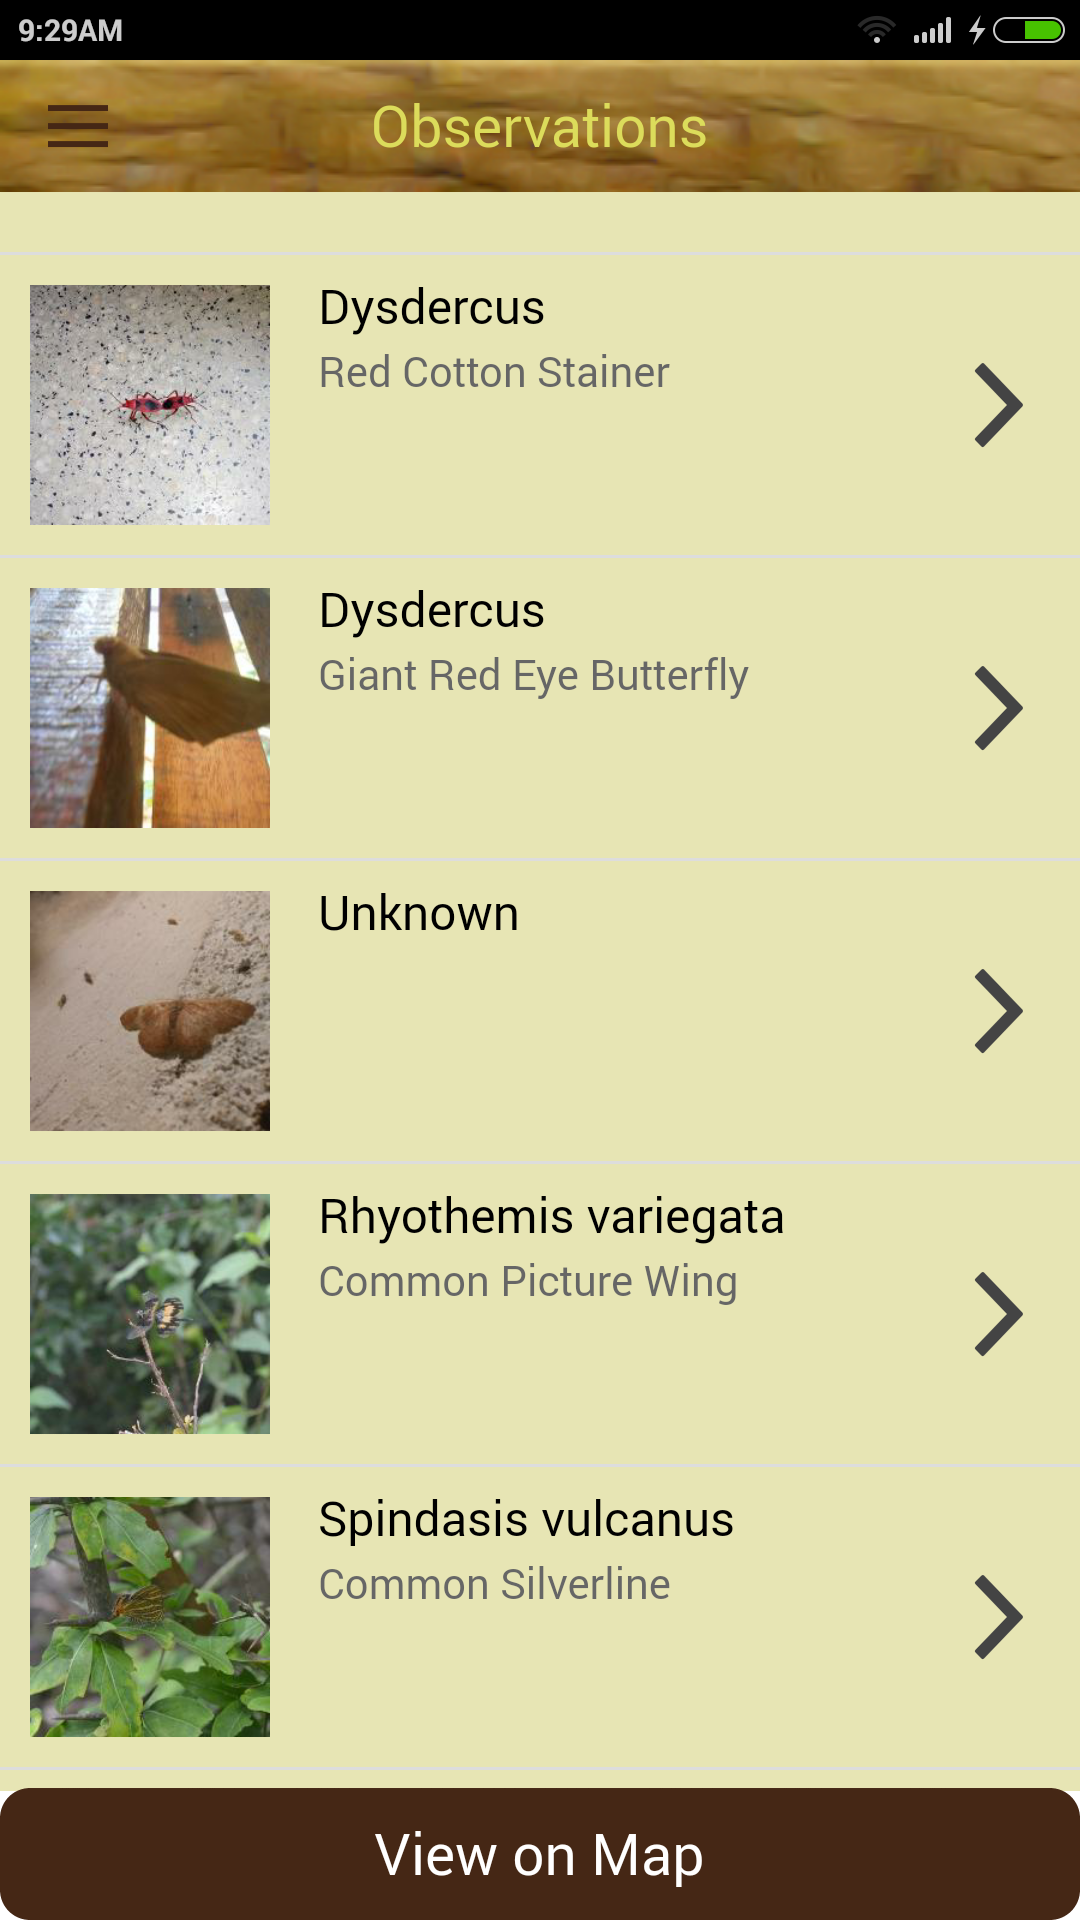 9:29AM
Observations
Dysdercus
Red Cotton Stainer
Dysdercus
Giant Red Eye Butterfly
Unknown
Rhyothemis variegata
Common Picture Wing
Spindasis vulcanus
Common Silverline
View on Map